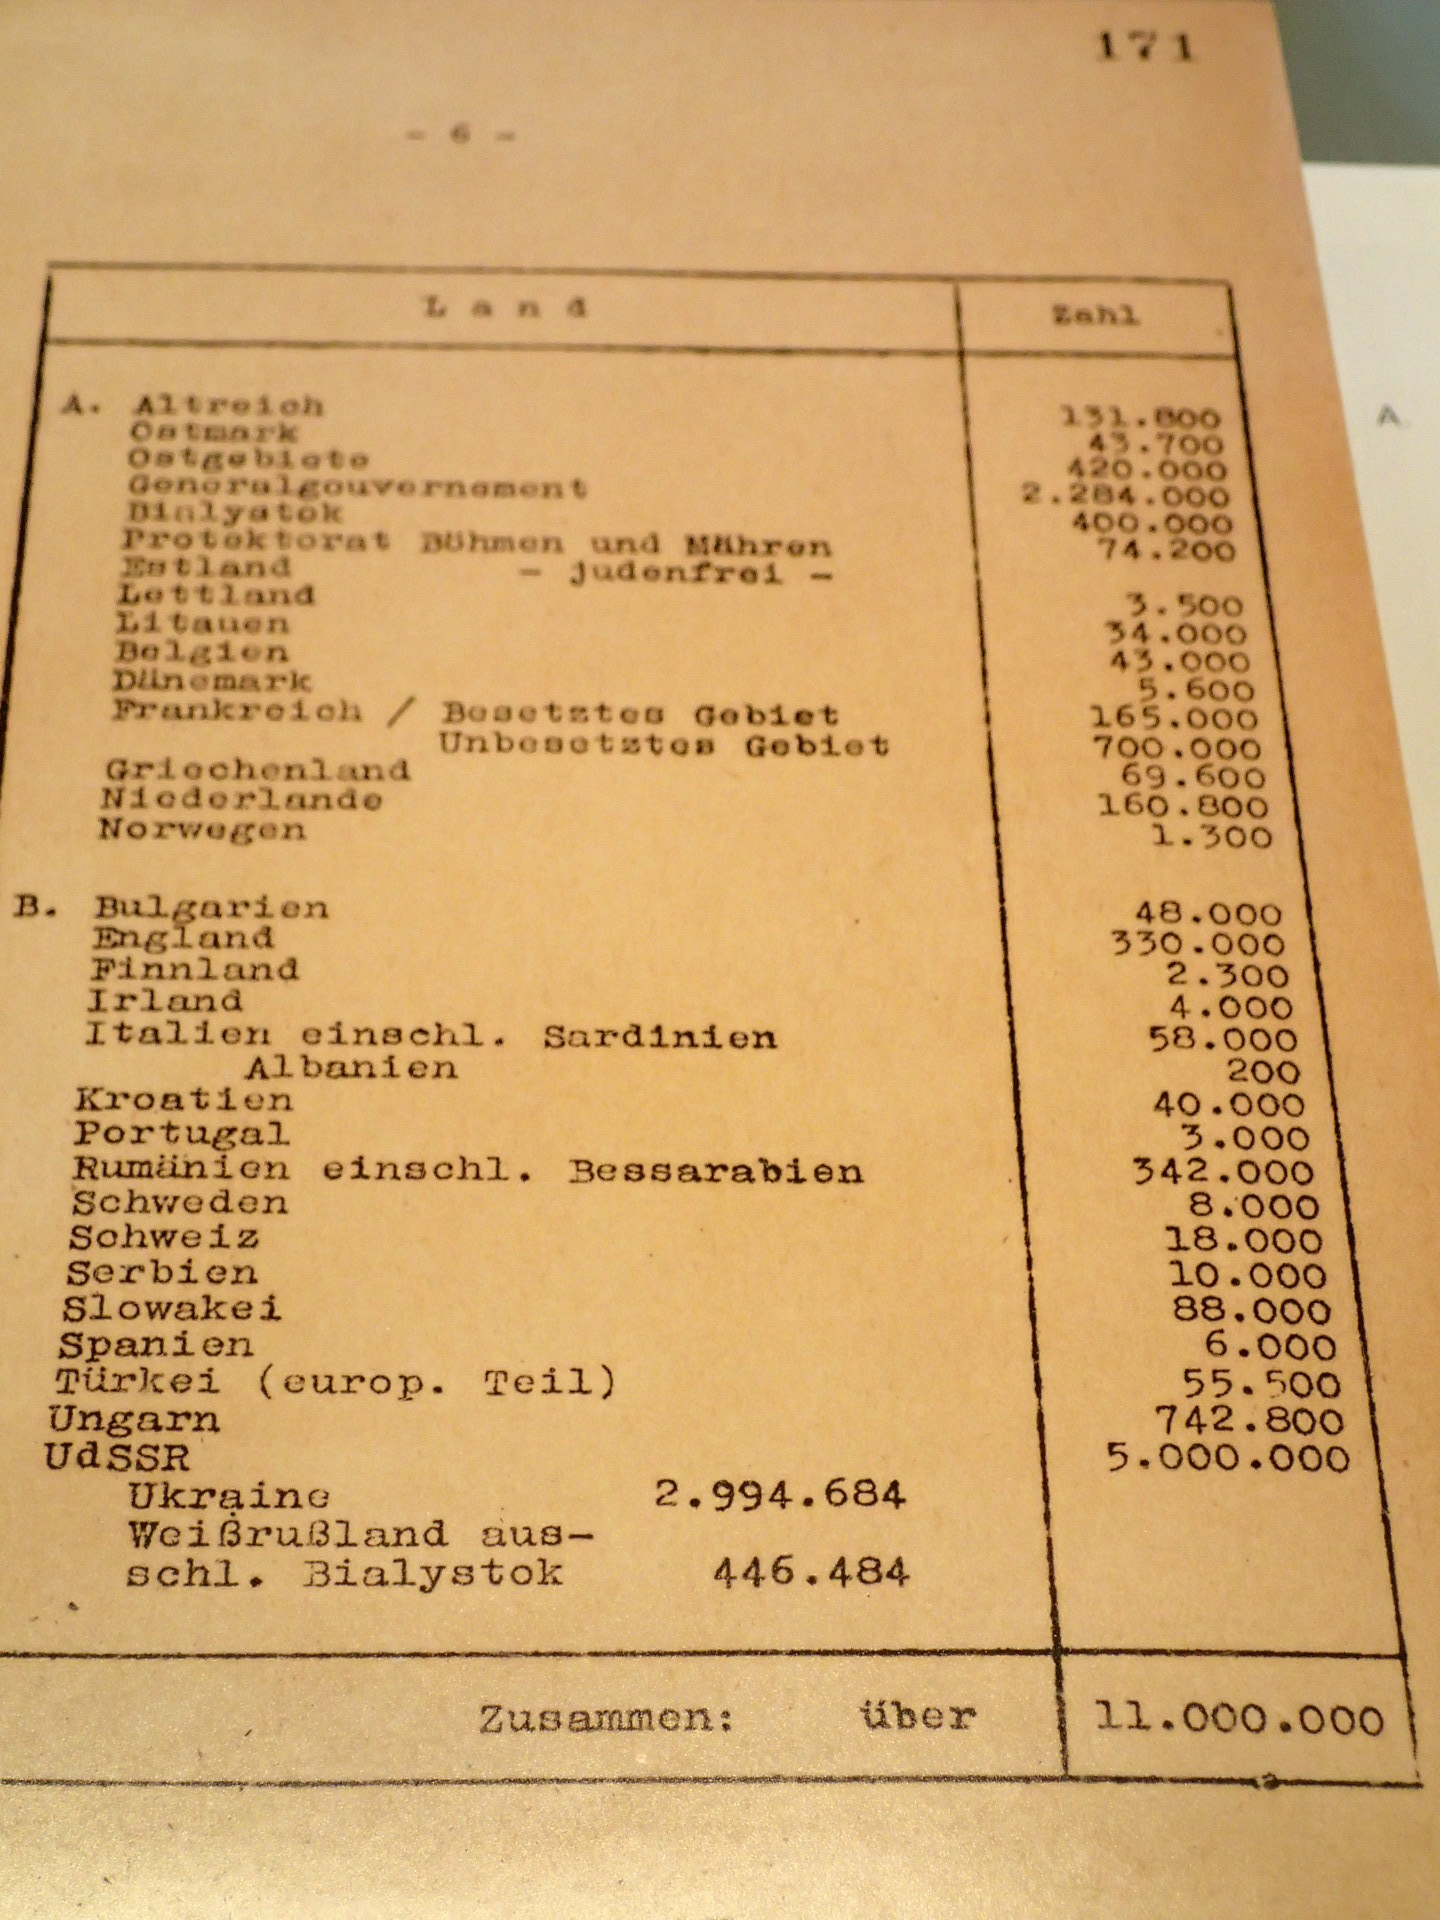 171
- 6 -
Land Zahl
A. Altreich 131.800
Ostmark 43.700
Ostgebiete 420.000
Generalgouvernement 2.284.000
Bialystok 400.000
Protektorat Böhmen und Mähren 74.200
Estland - judenfrei -
Lettland 3.500
Litauen 34.000
Belgien 43.000
Dänemark 5.600
Frankreich / Besetztes Gebiet 165.000
Unbesetztes Gebiet 700.000
Griechenland 69.600
Niederlande 160.800
Norwegen 1.300
B. Bulgarien 48.000
England 330.000
Finnland 2.300
Irland 4.000
Italien einschl. Sardinien 58.000
Albanien 200
Kroatien 40.000
Portugal 3.000
Rumänien einschl. Bessarabien 342.000
Schweden 8.000
Schweiz 18.000
Serbien 10.000
Slowakei 88.000
Spanien 6.000
Türkei (europ. Teil) 55.500
Ungarn 742.800
UdSSR 5.000.000
Ukraine 2.994.684
Weißrußland aus-
schl. Bialystok 446.484
Zusammen: über 11.000.000
A